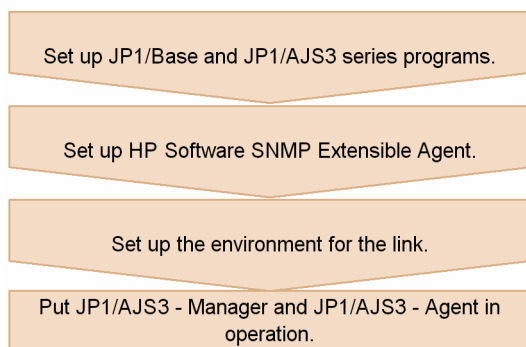 Set up JP1/Base and JP1/AJS3 series programs.
Set up HP Software SNMP Extensible Agent.
Set up the environment for the link.
Put JP1/AJS3 - Manager and JP1/AJS3 - Agent in
operation.